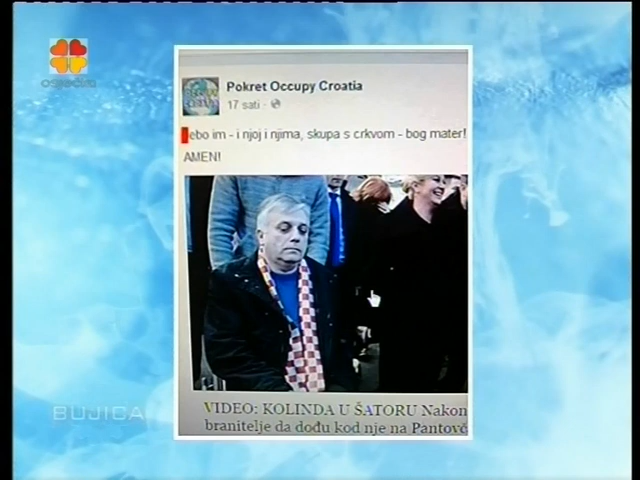 osječka
Pokret Occupy Croatia
17 sati ·
ebo im - i njoj i njima, skupa s crkvom - bog mater!
AMEN!
VIDEO: KOLINDA U ŠATORU Nakon
branitelje da dođu kod nje na Pantovč
BUJICA